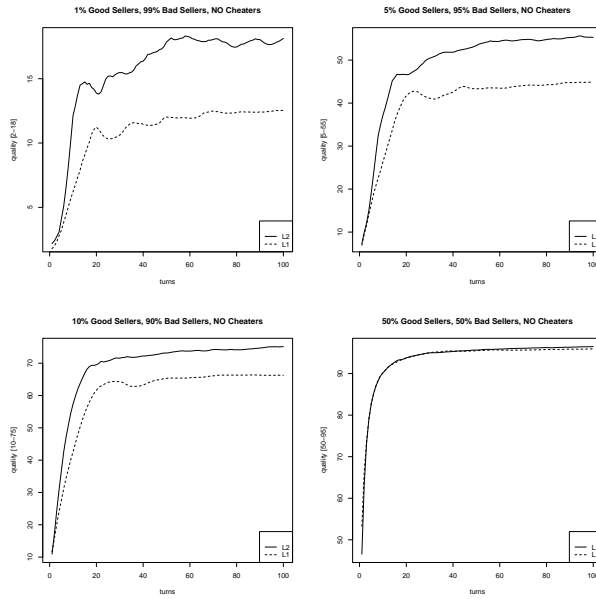 1% Good Sellers, 99% Bad Sellers, NO Cheaters
quality [2−18]
5 10 15
0 20 40 60 80 100
turns
L2
L1
5% Good Sellers, 95% Bad Sellers, NO Cheaters
quality [5−55]
10 20 30 40 50
0 20 40 60 80 100
turns
L
L
10% Good Sellers, 90% Bad Sellers, NO Cheaters
quality [10−75]
10 20 30 40 50 60 70
0 20 40 60 80 100
turns
L2
L1
50% Good Sellers, 50% Bad Sellers, NO Cheaters
quality [50−95]
50 60 70 80 90
0 20 40 60 80 100
turns
L
L